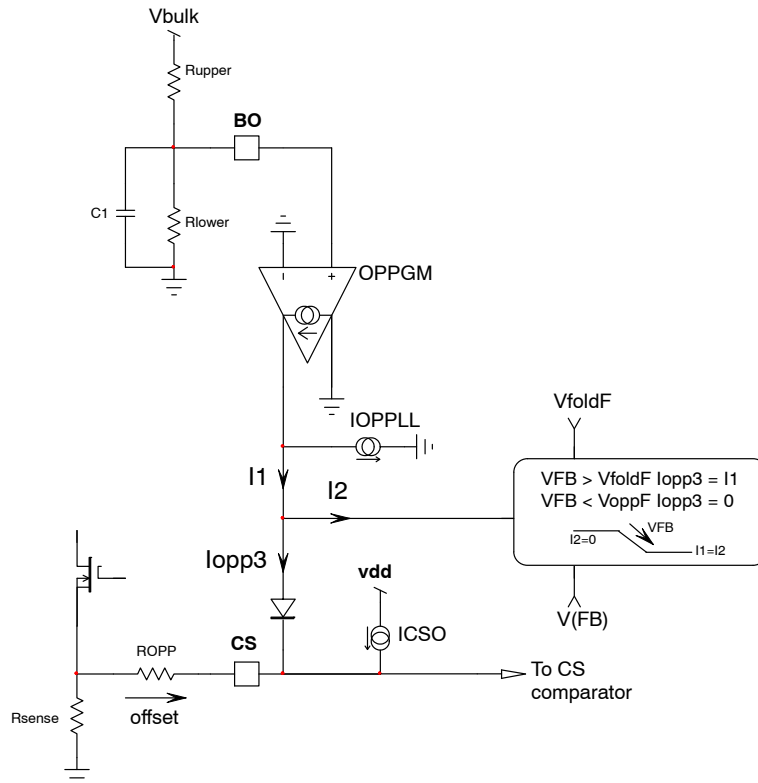 Vbulk
Rupper
BO
C1
Rlower
- +
OPPGM
IOPPLL
VfoldF
I1
I2
VFB > VfoldF Iopp3 = I1
VFB < VoppF Iopp3 = 0
VFB
I2=0
I1=I2
Iopp3
vdd
V(FB)
ICSO
CS
ROPP
To CS
comparator
offset
Rsense